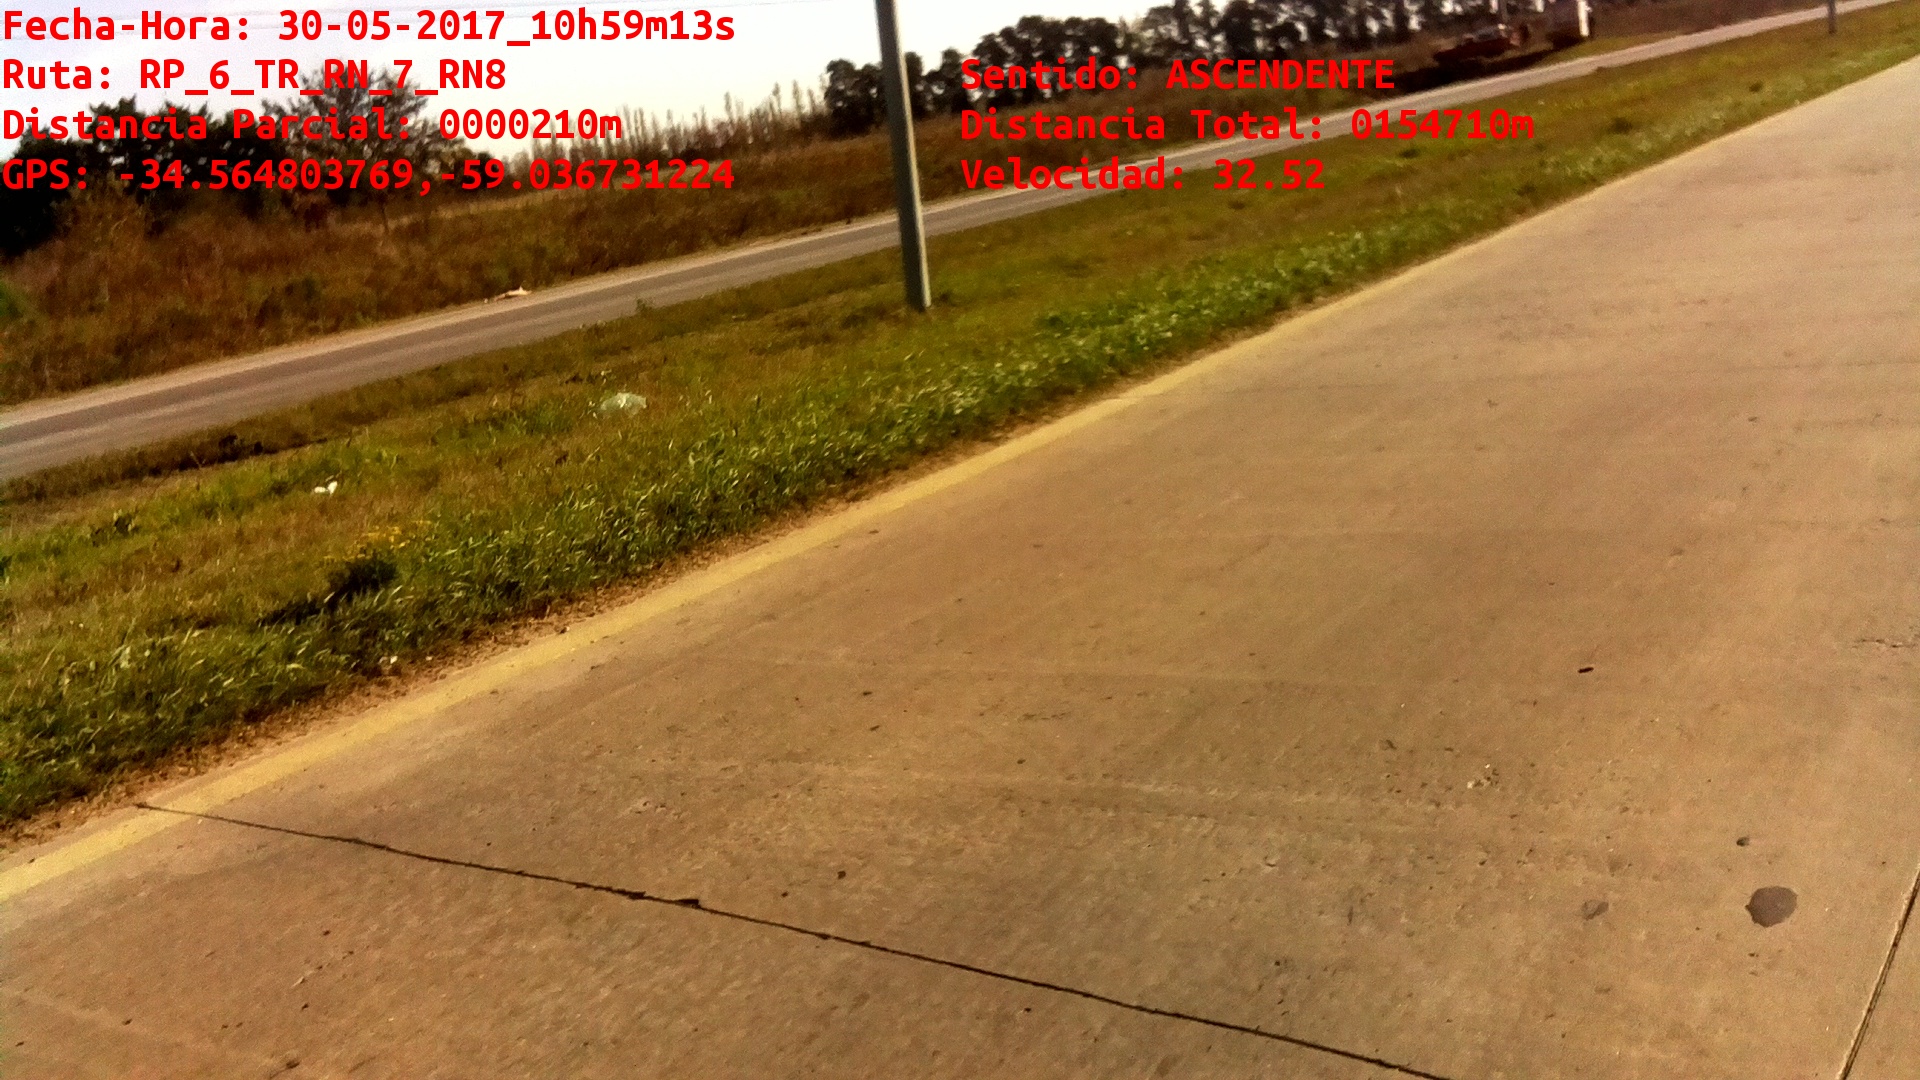 Fecha-Hora: 30-05-2017_10h59m13s
Ruta: RP_6_TR_RN_7_RN8
Sentido: ASCENDENTE
Distancia Parcial: 0000210m
Distancia Total: 0154710m
GPS: -34.564803769,-59.036731224
Velocidad: 32.52